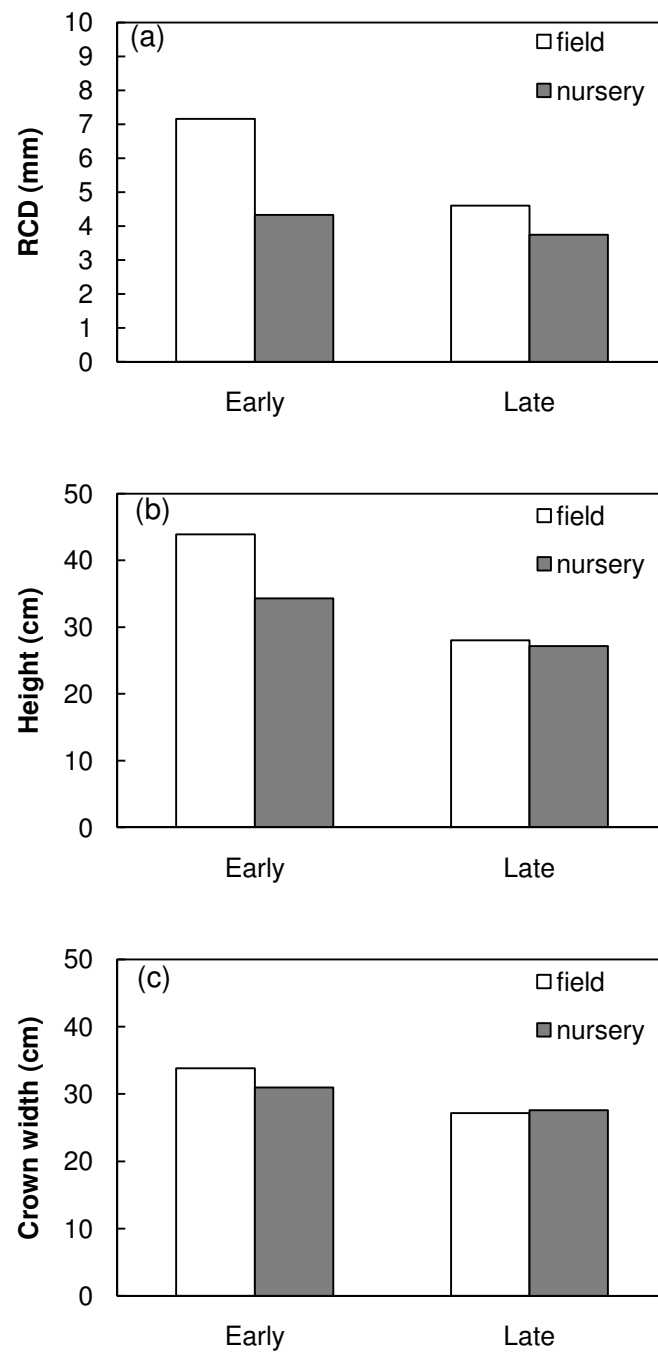 (a)
field
nursery
RCD (mm)
10
9
8
7
6
5
4
3
2
1
0
Early Late
(b)
field
nursery
Height (cm)
50
40
30
20
10
0
Early Late
(c)
field
nursery
Crown width (cm)
50
40
30
20
10
0
Early Late